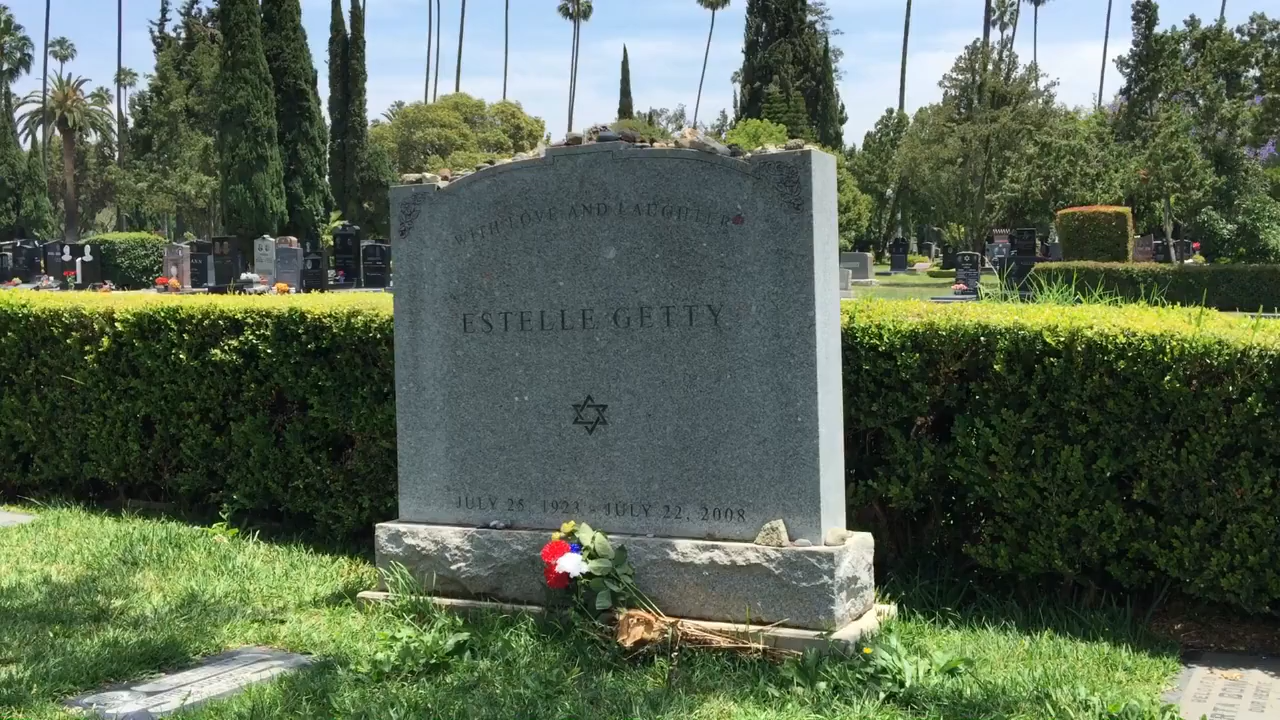 WITH LOVE AND LAUGHTER
ESTELLE GETTY
JULY 25, 1923 - JULY 22, 2008